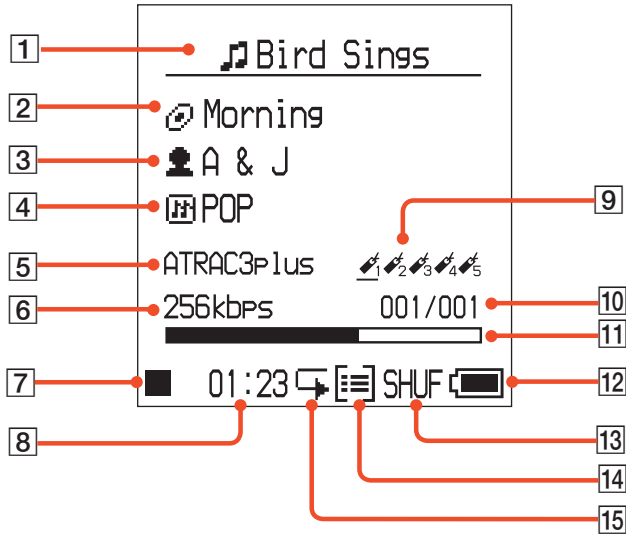 1 Bird Sings
2 Morning
3 A & J
4 POP
9
5 ATRAC3plus 1 2 3 4 5
6 256kbps 001/001 10
11
7 01:23 SHUF 12
8
13
14
15